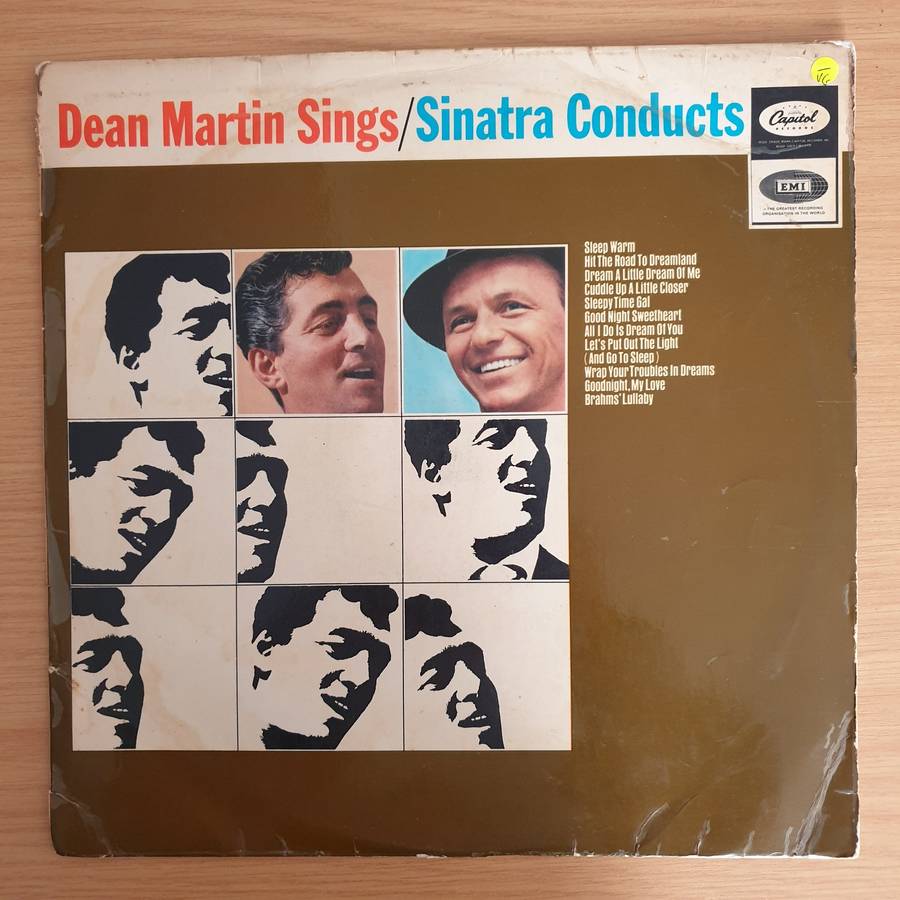 VG
Dean Martin Sings/Sinatra Conducts
Capitol
RECORDS
EMI
THE GREATEST RECORDING
ORGANISATION IN THE WORLD
Sleep Warm
Hit The Road To Dreamland
Dream A Little Dream Of Me
Cuddle Up A Little Closer
Sleepy Time Gal
Good Night Sweetheart
All I Do Is Dream Of You
Let's Put Out The Light
(And Go To Sleep)
Wrap Your Troubles In Dreams
Goodnight, My Love
Brahms' Lullaby